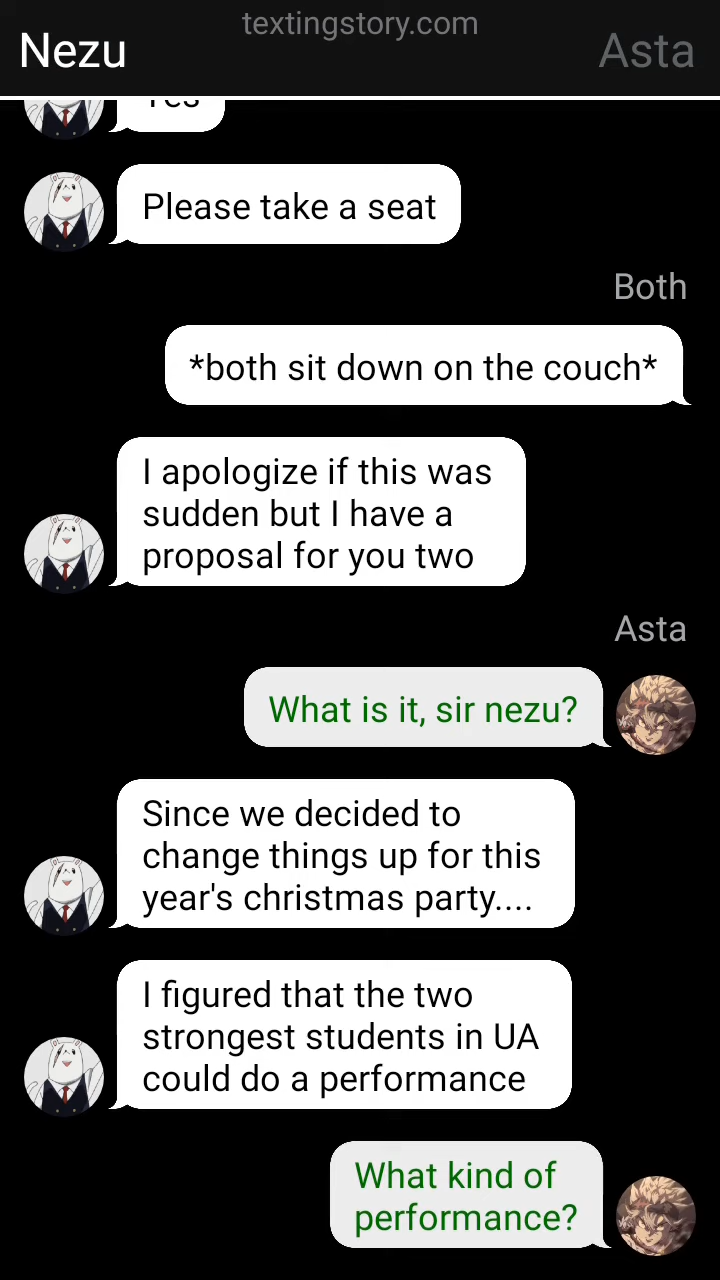 textingstory.com
Nezu
Asta
Yes
Please take a seat
Both
*both sit down on the couch*
I apologize if this was
sudden but I have a
proposal for you two
Asta
What is it, sir nezu?
Since we decided to
change things up for this
year's christmas party....
I figured that the two
strongest students in UA
could do a performance
What kind of
performance?